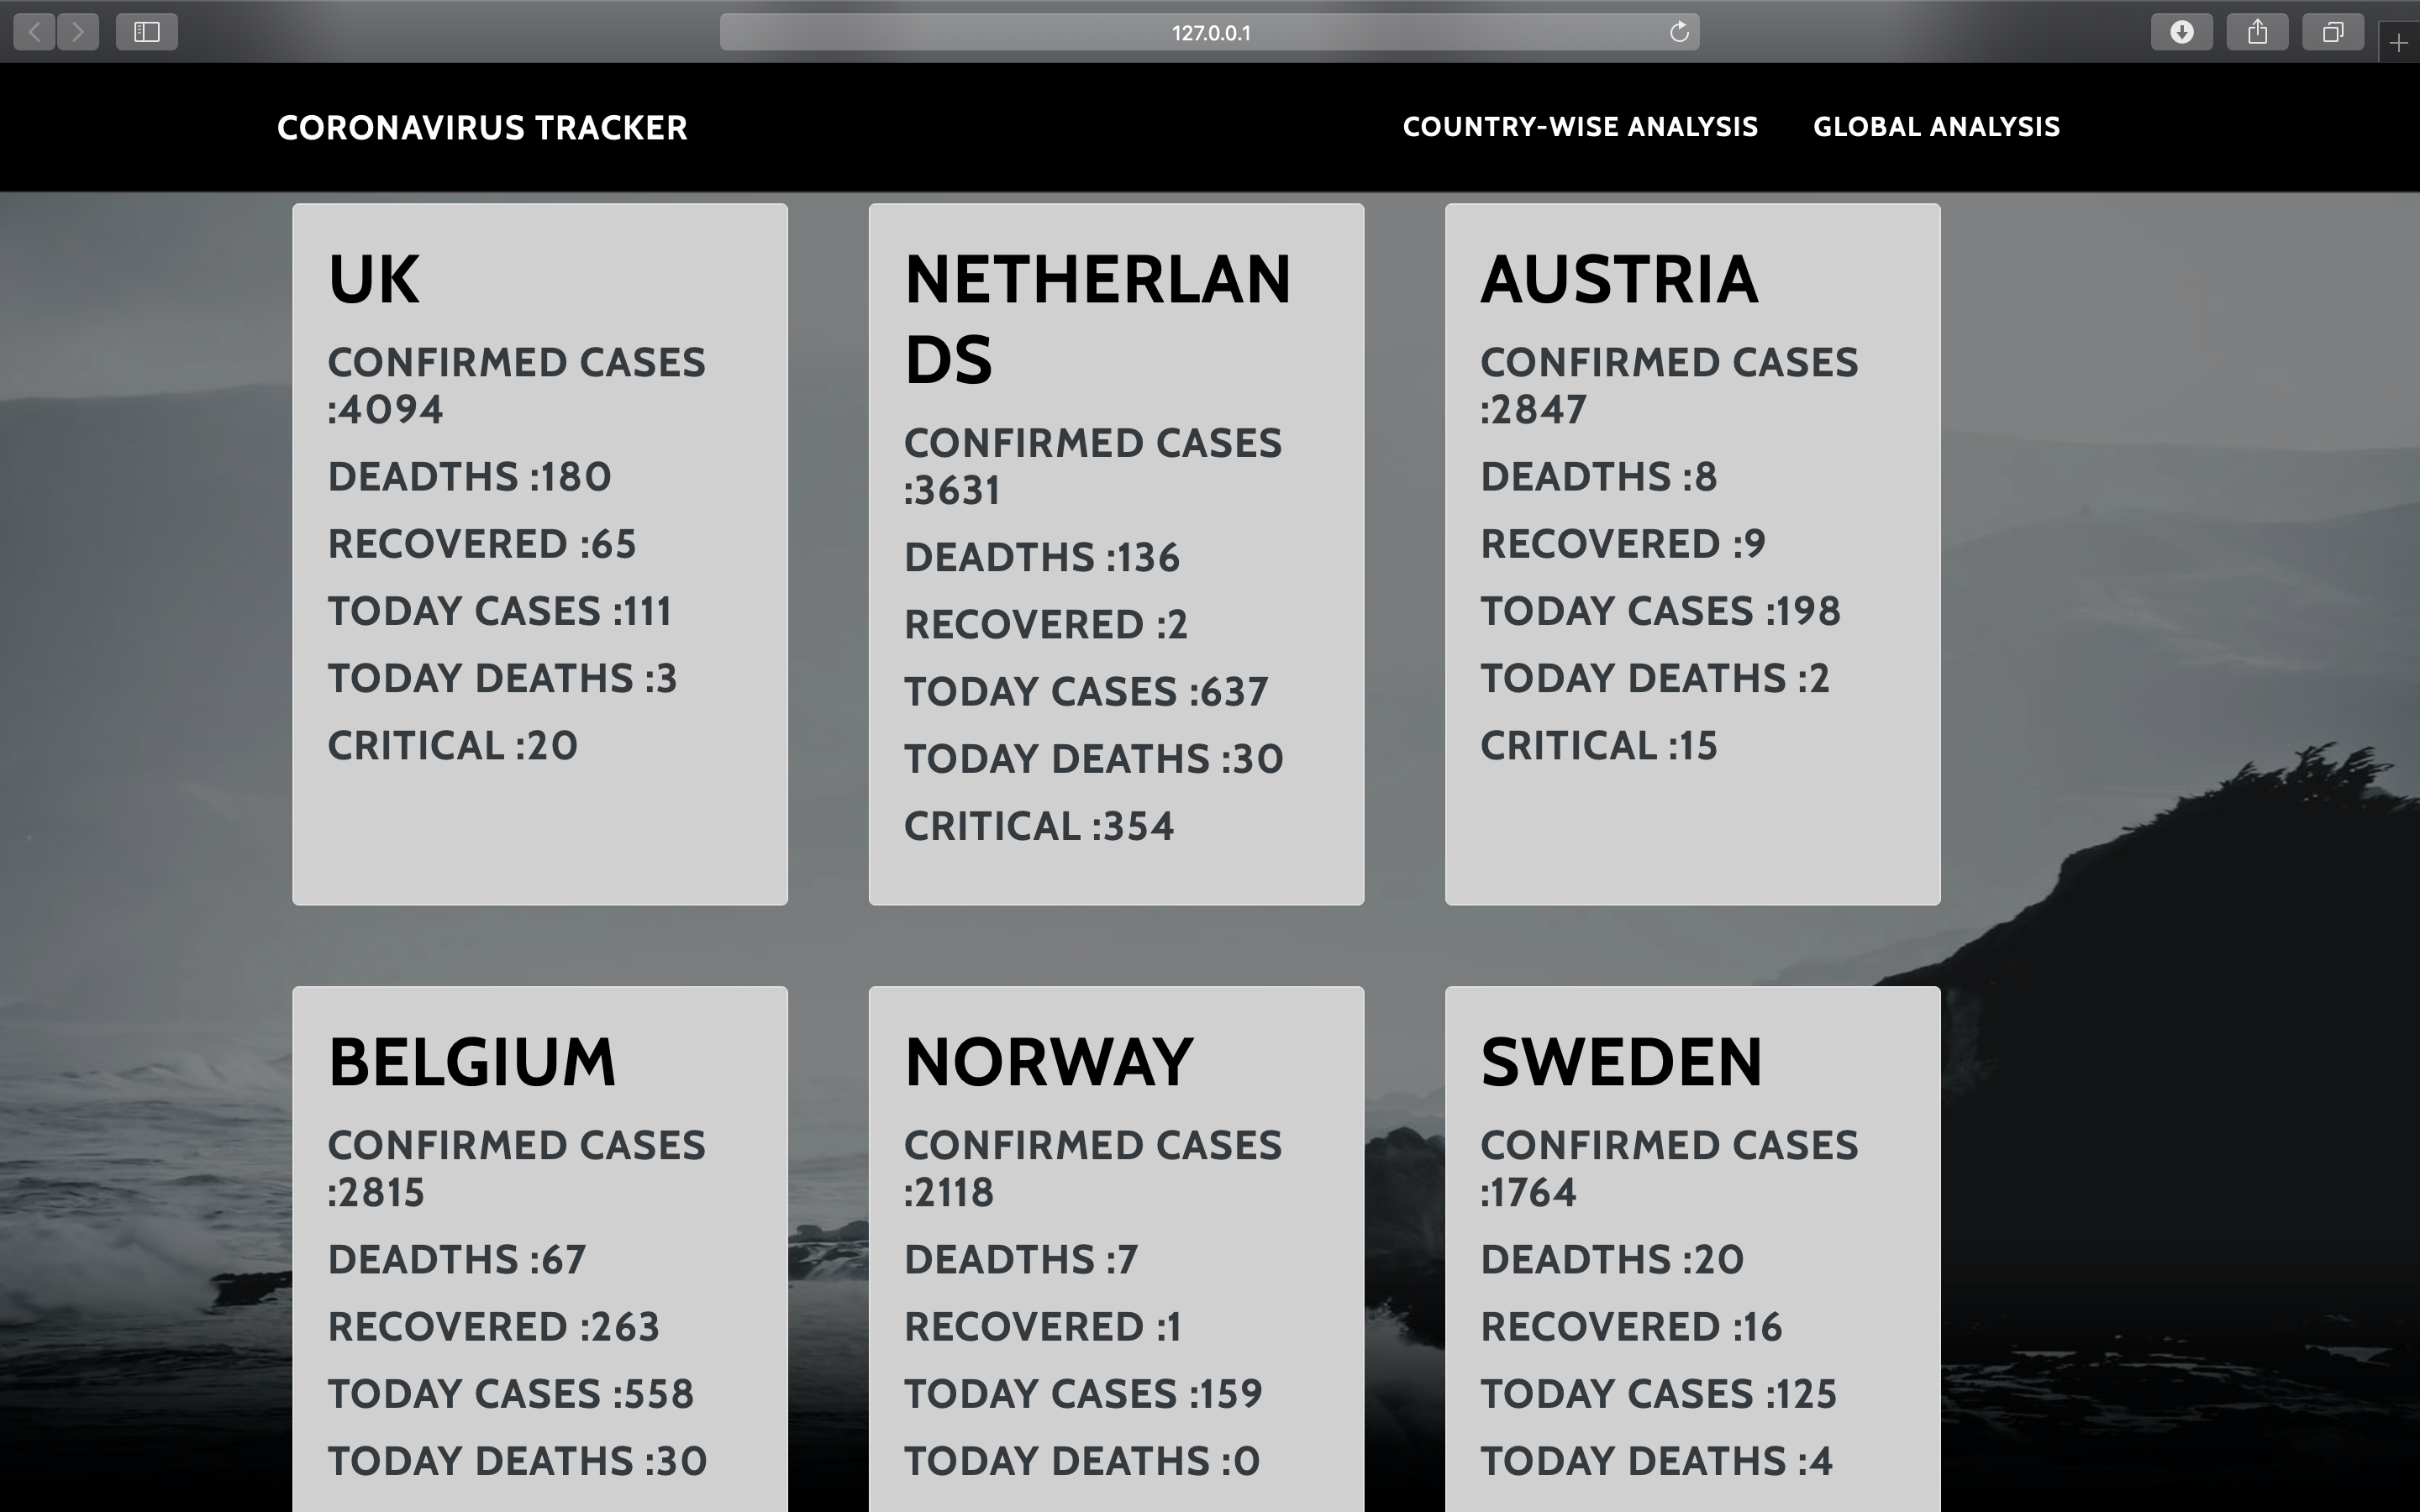 127.0.0.1
CORONAVIRUS TRACKER
COUNTRY-WISE ANALYSIS
GLOBAL ANALYSIS
UK
CONFIRMED CASES
:4094
DEADTHS :180
RECOVERED :65
TODAY CASES :111
TODAY DEATHS :3
CRITICAL :20
NETHERLAN
DS
CONFIRMED CASES
:3631
DEADTHS :136
RECOVERED :2
TODAY CASES :637
TODAY DEATHS :30
CRITICAL :354
AUSTRIA
CONFIRMED CASES
:2847
DEADTHS :8
RECOVERED :9
TODAY CASES :198
TODAY DEATHS :2
CRITICAL :15
BELGIUM
CONFIRMED CASES
:2815
DEADTHS :67
RECOVERED :263
TODAY CASES :558
TODAY DEATHS :30
NORWAY
CONFIRMED CASES
:2118
DEADTHS :7
RECOVERED :1
TODAY CASES :159
TODAY DEATHS :0
SWEDEN
CONFIRMED CASES
:1764
DEADTHS :20
RECOVERED :16
TODAY CASES :125
TODAY DEATHS :4